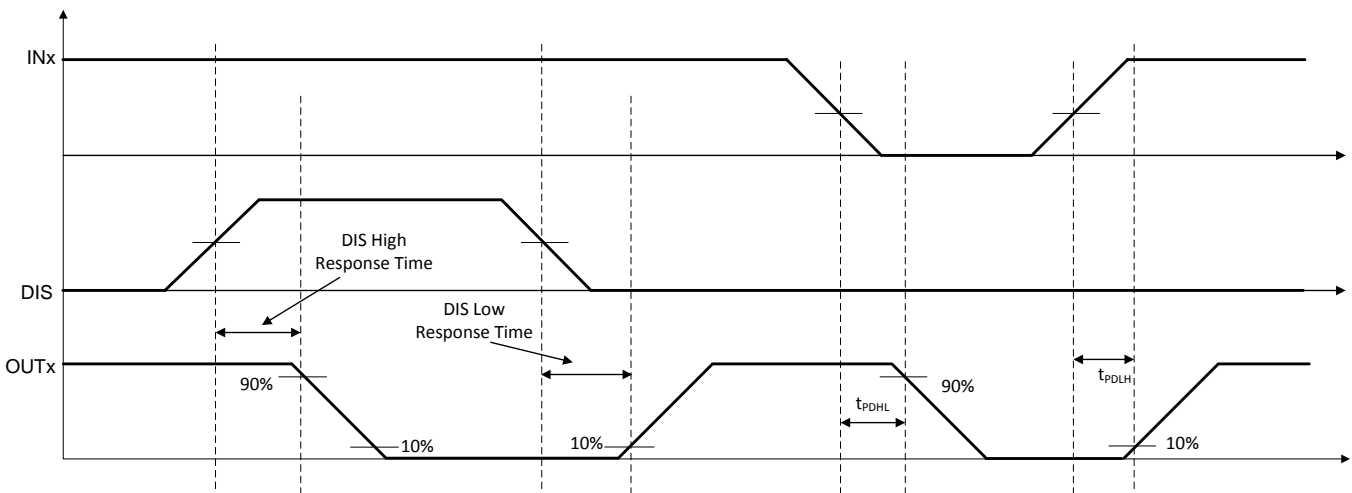 INx
DIS High
Response Time
DIS
DIS Low
Response Time
OUTx
90%
10%
10%
tPDHL
90%
tPDLH
10%